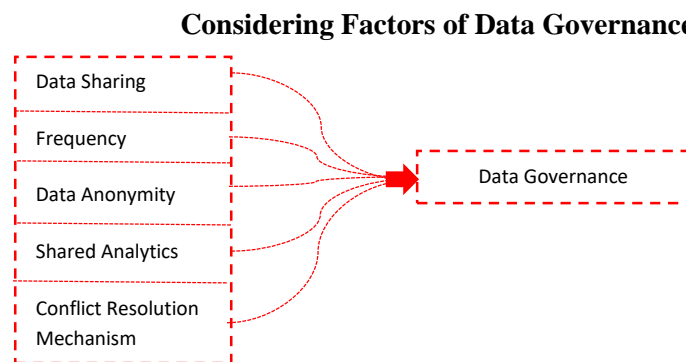 Considering Factors of Data Governance
Data Sharing
Frequency
Data Anonymity
Shared Analytics
Conflict Resolution
Mechanism
Data Governance